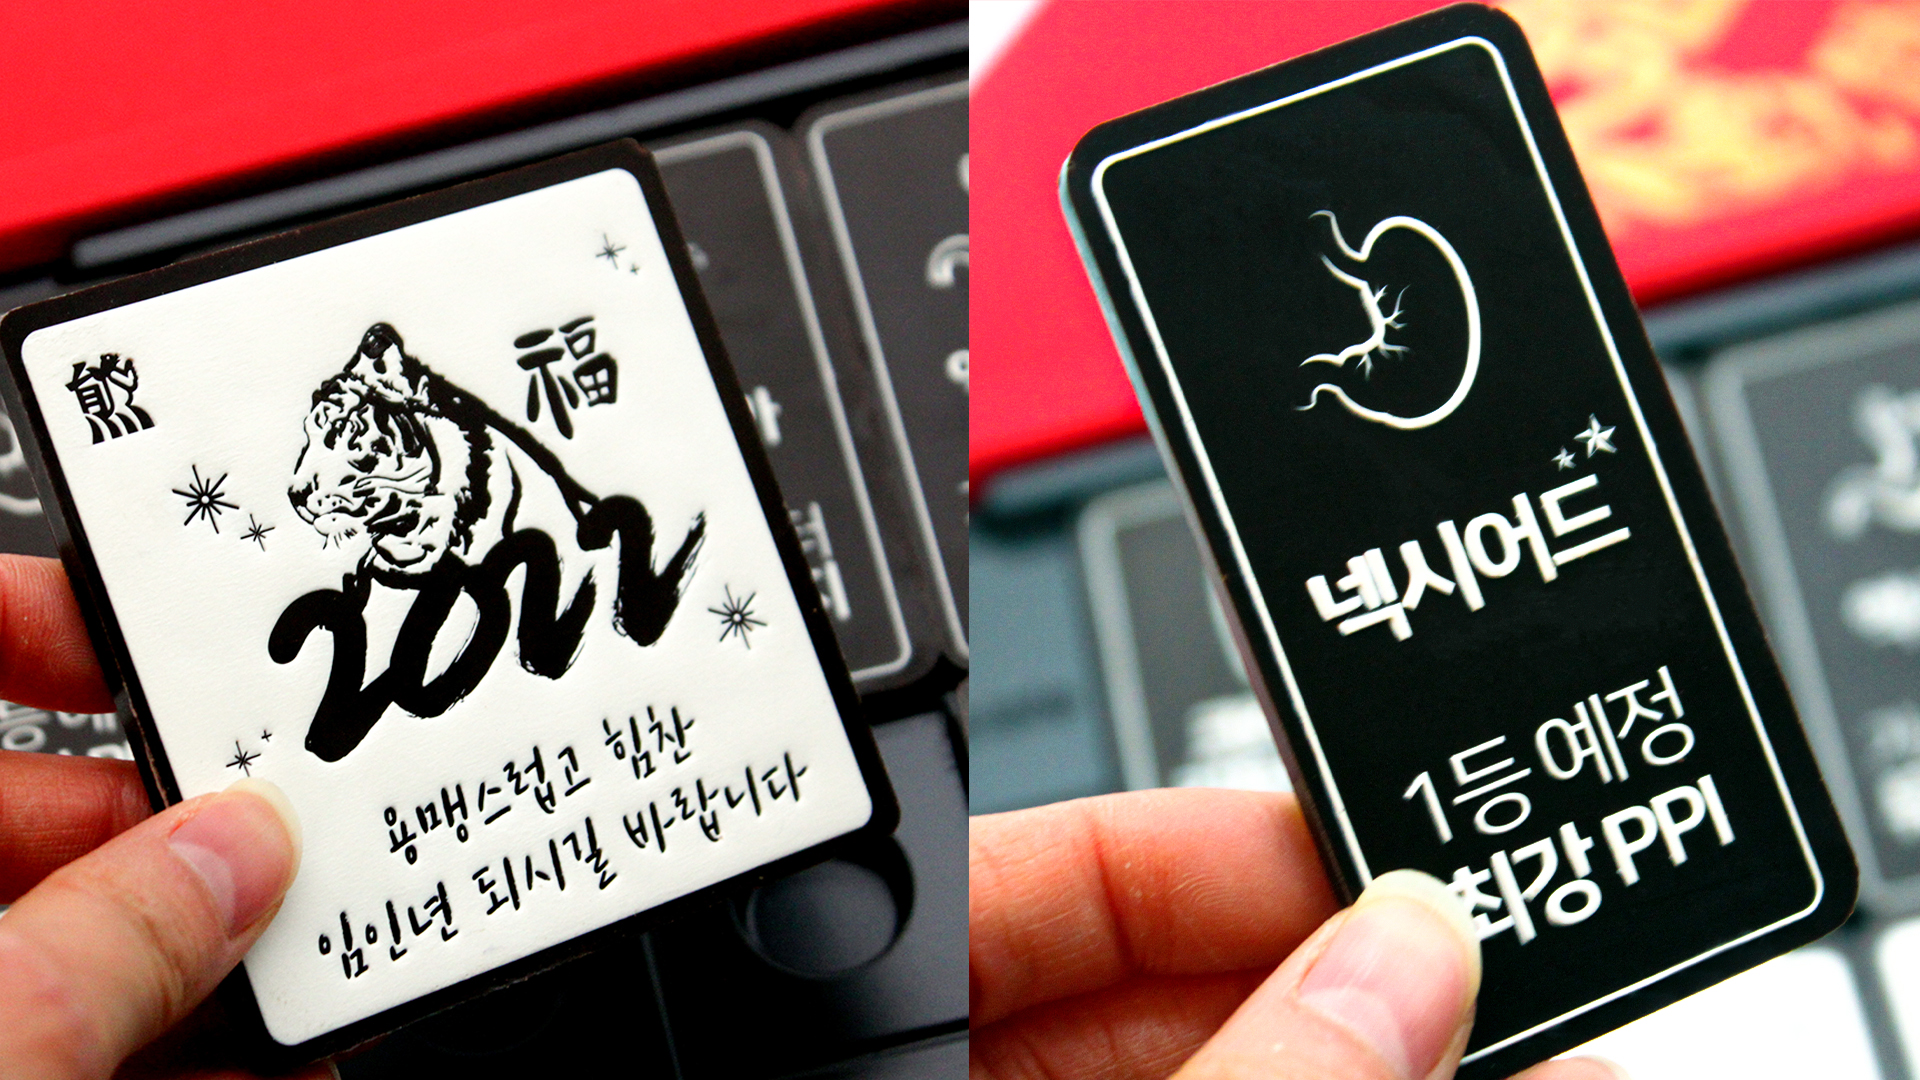 熊
福
2022
용맹스럽고 힘찬
임인년 되시길 바랍니다
넥시어드
1등 예정
최강 PPI